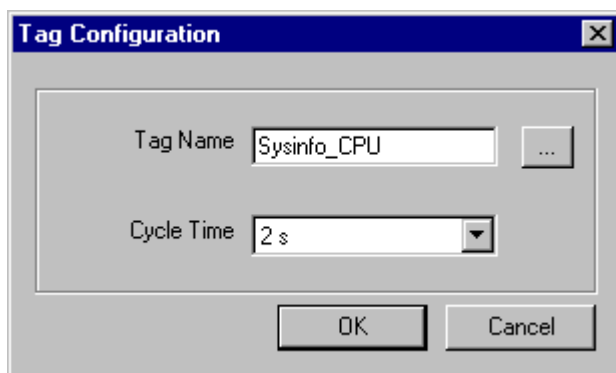 Tag Configuration
Tag Name Sysinfo_CPU ...
Cycle Time 2 s
OK Cancel